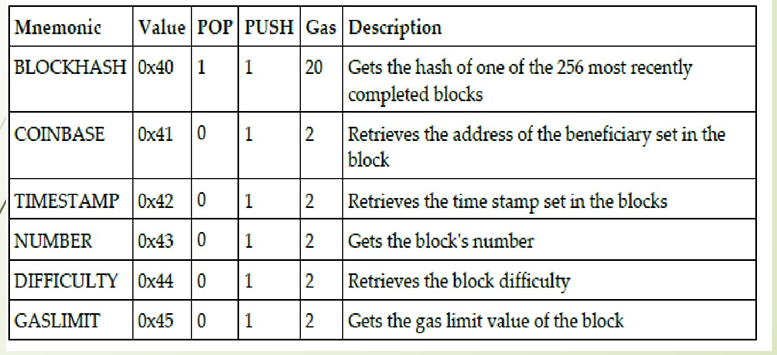 Mnemonic Value POP PUSH Gas Description
BLOCKHASH 0x40 1 1 20 Gets the hash of one of the 256 most recently
completed blocks
COINBASE 0x41 0 1 2 Retrieves the address of the beneficiary set in the
block
TIMESTAMP 0x42 0 1 2 Retrieves the time stamp set in the blocks
NUMBER 0x43 0 1 2 Gets the block's number
DIFFICULTY 0x44 0 1 2 Retrieves the block difficulty
GASLIMIT 0x45 0 1 2 Gets the gas limit value of the block